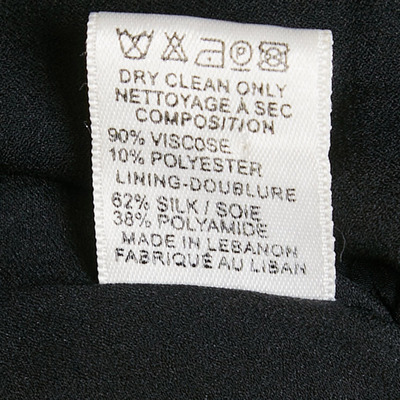 DRY CLEAN ONLY
NETTOYAGE À SEC
COMPOSITION
90% VISCOSE
10% POLYESTER
LINING-DOUBLURE
62% SILK / SOIE
38% POLYAMIDE
MADE IN LEBANON
FABRIQUÉ AU LIBAN